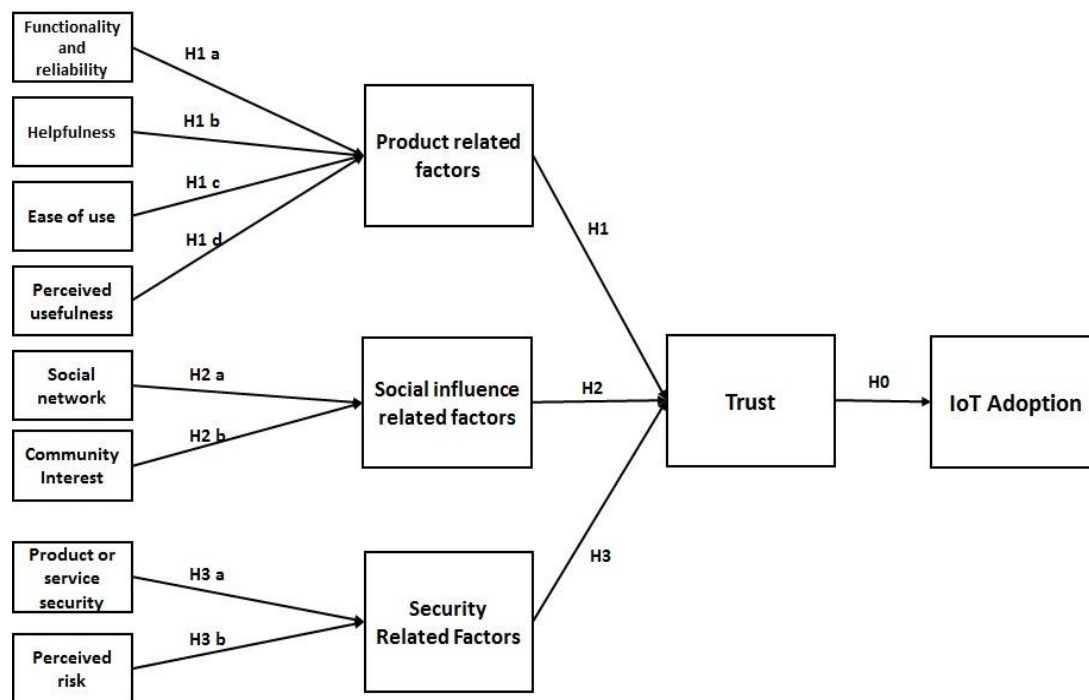 Functionality
and
reliability
H1 a
Helpfulness
H1 b
Ease of use
H1 c
Perceived
usefulness
H1 d
Product related
factors
H1
Social
network
H2 a
Community
Interest
H2 b
Social influence
related factors
H2
Product or
service
security
H3 a
Perceived
risk
H3 b
Security
Related Factors
H3
Trust
H0
IoT Adoption